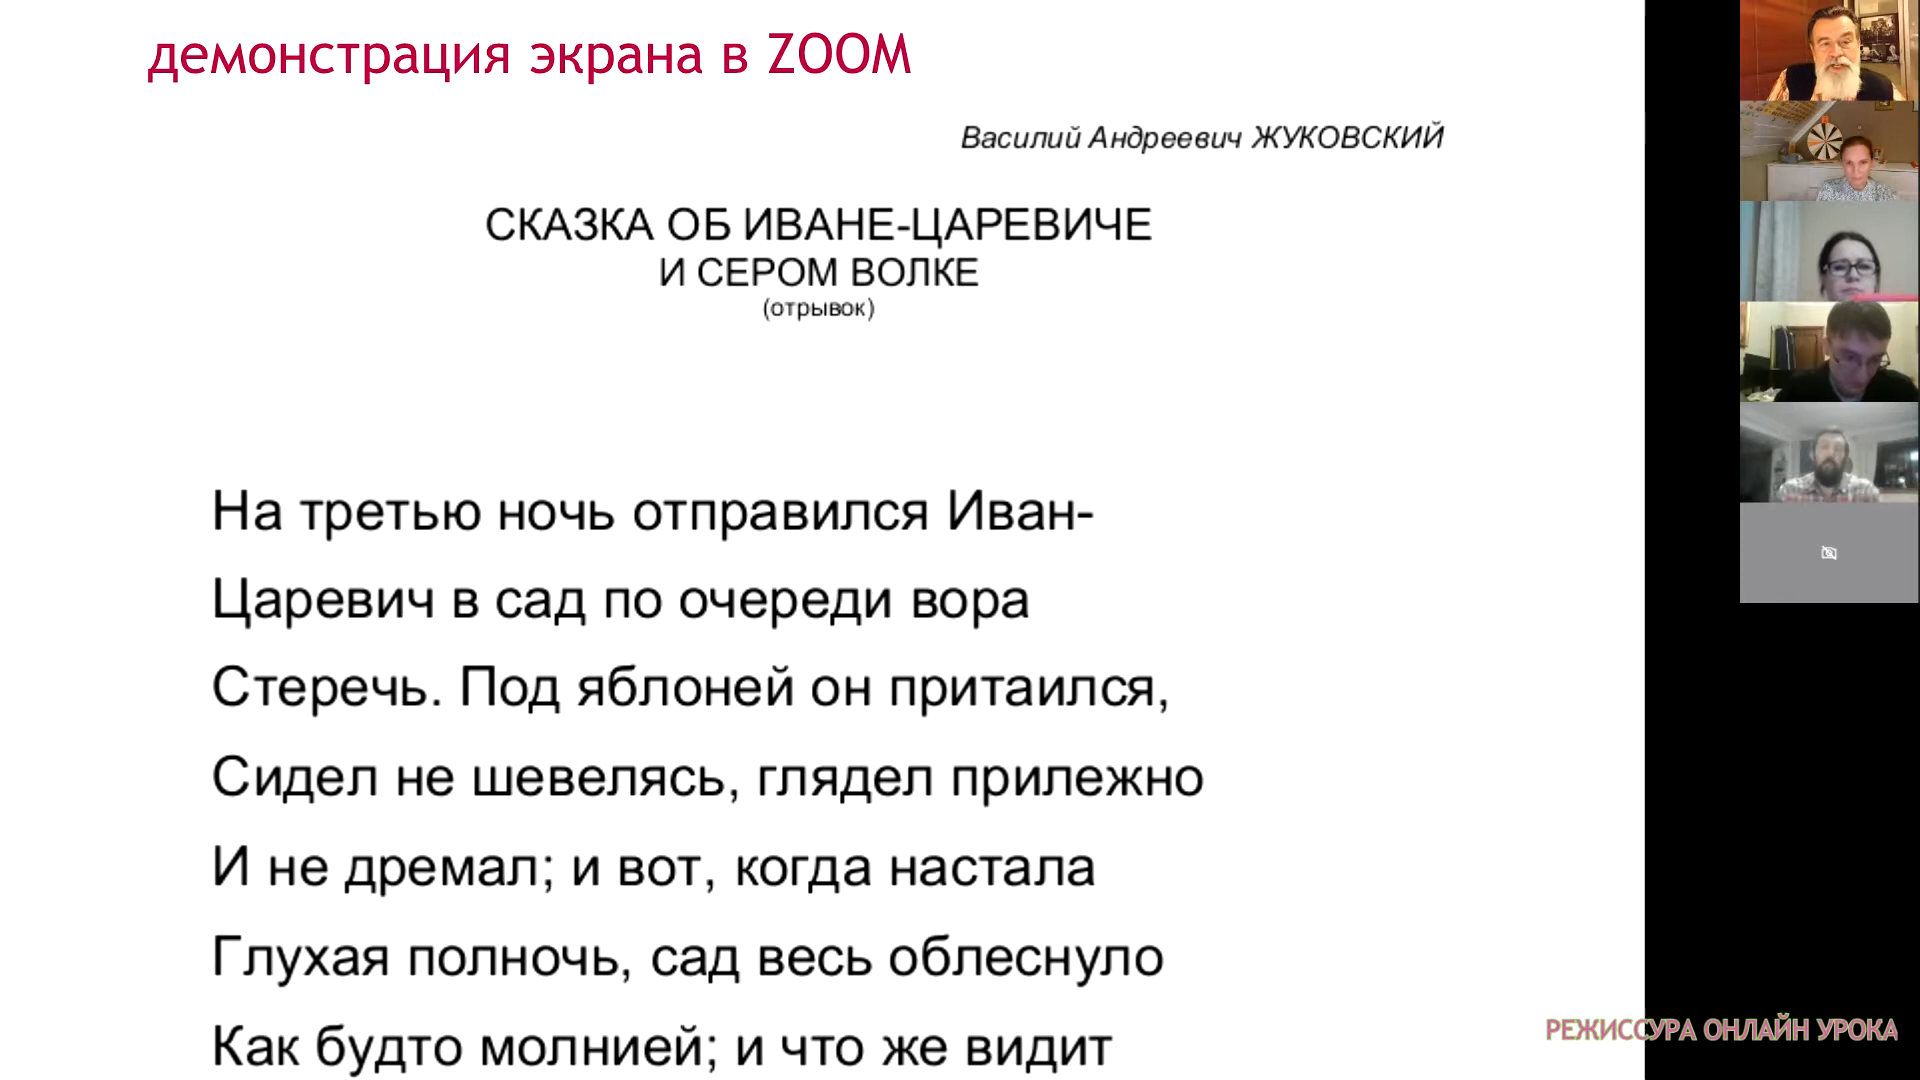 демонстрация экрана в ZOOM
Василий Андреевич ЖУКОВСКИЙ
СКАЗКА ОБ ИВАНЕ-ЦАРЕВИЧЕ
И СЕРОМ ВОЛКЕ
(отрывок)
На третью ночь отправился Иван-
Царевич в сад по очереди вора
Стеречь. Под яблоней он притаился,
Сидел не шевелясь, глядел прилежно
И не дремал; и вот, когда настала
Глухая полночь, сад весь облеснуло
Как будто молнией; и что же видит
РЕЖИССУРА ОНЛАЙН УРОКА